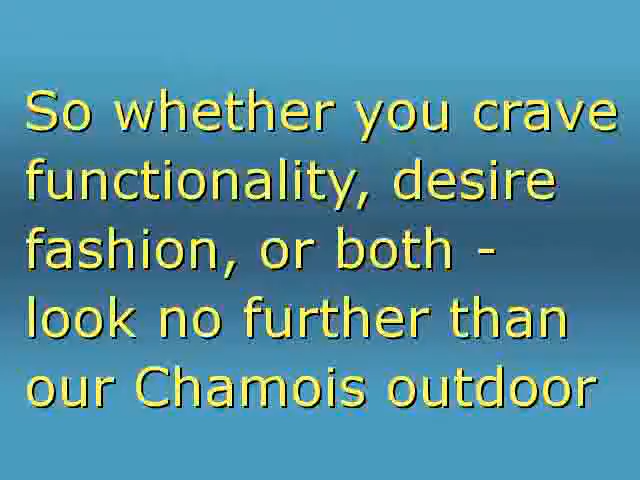 So whether you crave
functionality, desire
fashion, or both -
look no further than
our Chamois outdoor